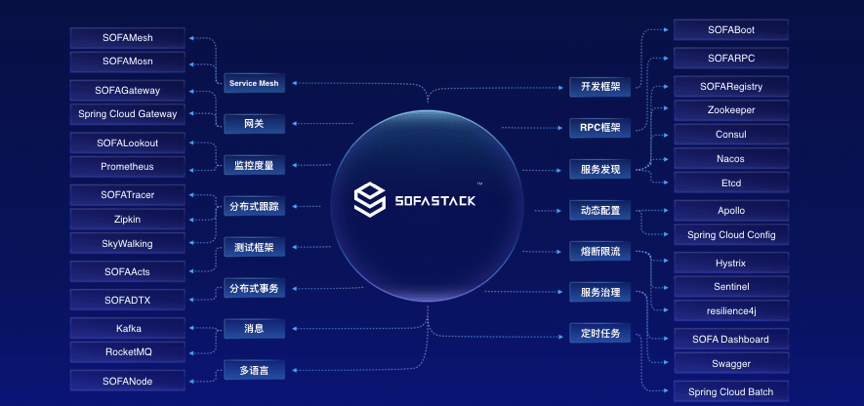 SOFAMesh
SOFAMosn
SOFAGateway
Spring Cloud Gateway
SOFALookout
Prometheus
SOFATracer
Zipkin
SkyWalking
SOFAActs
SOFADTX
Kafka
RocketMQ
SOFANode
Service Mesh
网关
监控度量
分布式跟踪
测试框架
分布式事务
消息
多语言
SOFASTACK™
开发框架
RPC框架
服务发现
动态配置
熔断限流
服务治理
定时任务
SOFABoot
SOFARPC
SOFARegistry
Zookeeper
Consul
Nacos
Etcd
Apollo
Spring Cloud Config
Hystrix
Sentinel
resilience4j
SOFA Dashboard
Swagger
Spring Cloud Batch